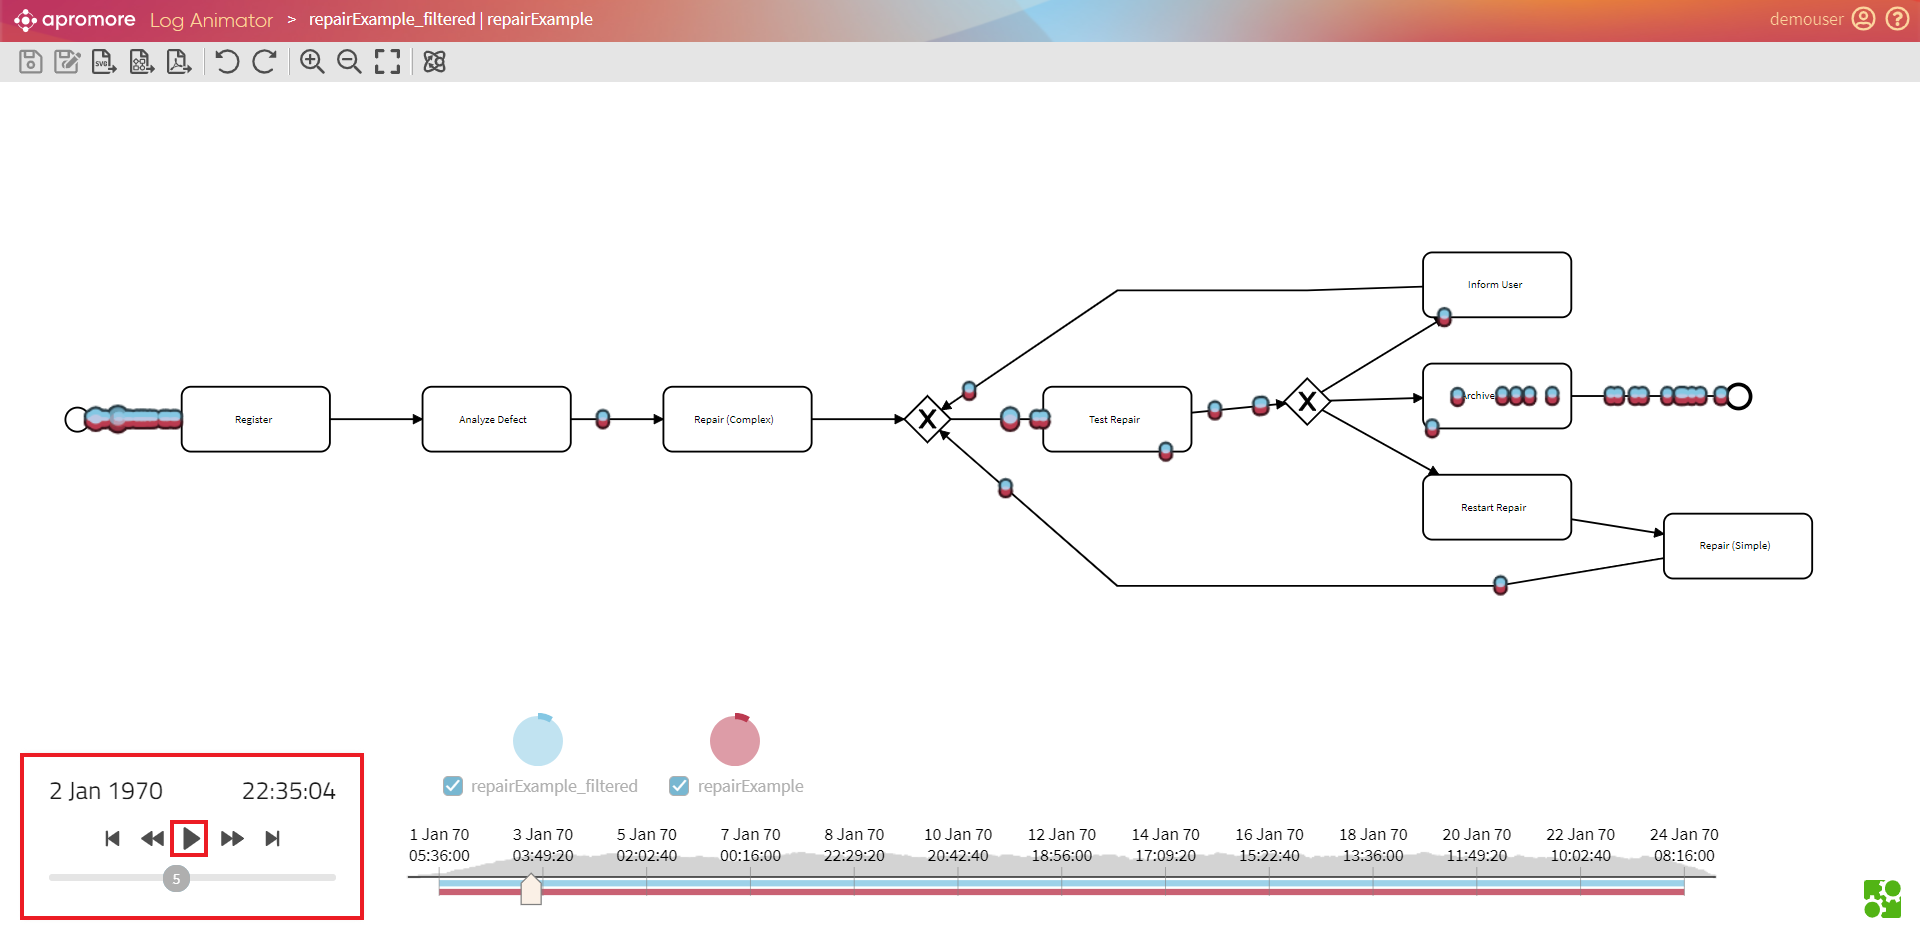 apromore Log Animator > repairExample_filtered | repairExample
demouser
SVG
Inform User
Archive
Register
Analyze Defect
Repair (Complex)
X
Test Repair
X
Restart Repair
Repair (Simple)
repairExample_filtered
repairExample
2 Jan 1970 22:35:04
5
1 Jan 70 3 Jan 70 5 Jan 70 7 Jan 70 8 Jan 70 10 Jan 70 12 Jan 70 14 Jan 70 16 Jan 70 18 Jan 70 20 Jan 70 22 Jan 70 24 Jan 70
05:36:00 03:49:20 02:02:40 00:16:00 22:29:20 20:42:40 18:56:00 17:09:20 15:22:40 13:36:00 11:49:20 10:02:40 08:16:00